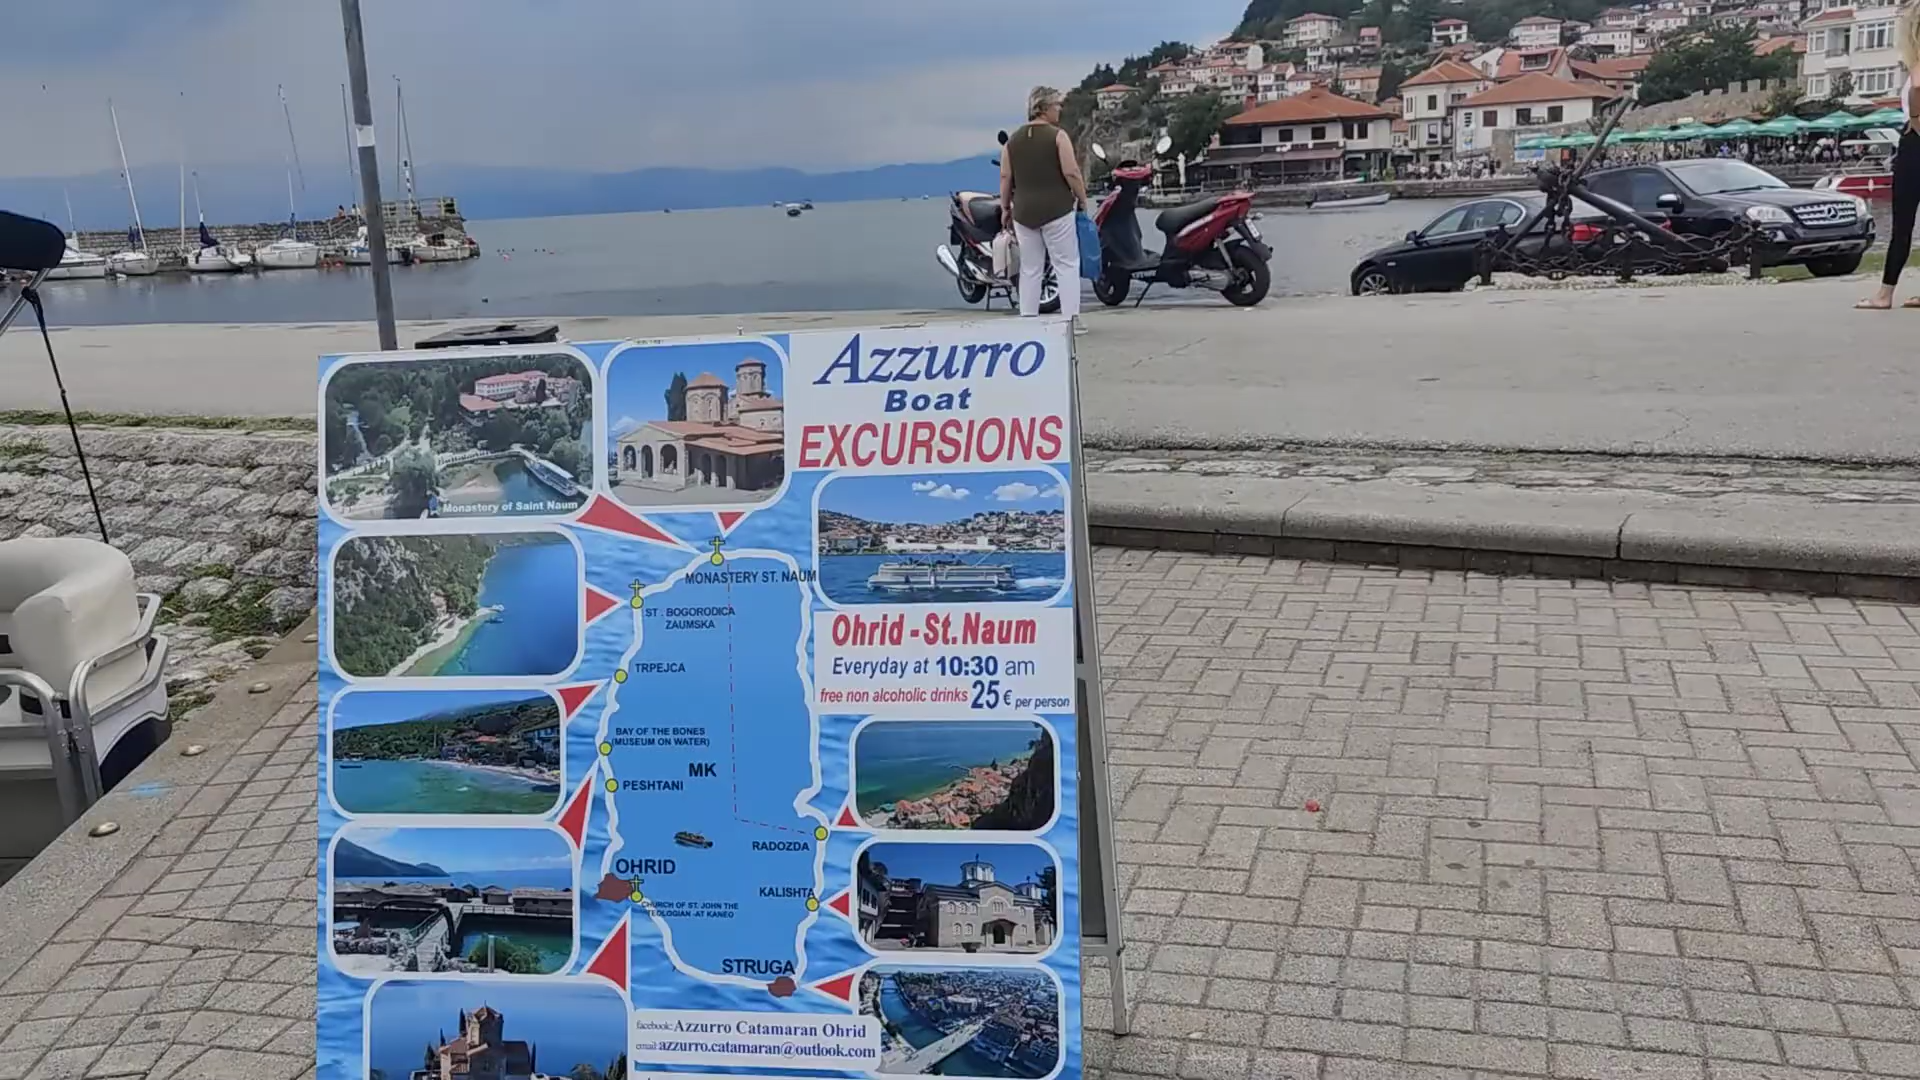 Azzurro
Boat
EXCURSIONS
Monastery of Saint Naum
MONASTERY ST. NAUM
ST . BOGORODICA
ZAUMSKA
Ohrid - St.Naum
Everyday at 10:30 am
free non alcoholic drinks 25 € per person
TRPEJCA
BAY OF THE BONES
(MUSEUM ON WATER)
MK
PESHTANI
RADOZDA
OHRID
KALISHTA
CHURCH OF ST. JOHN THE
TEOLOGIAN -AT KANEO
STRUGA
facebook: Azzurro Catamaran Ohrid
email: azzurro.catamaran@outlook.com